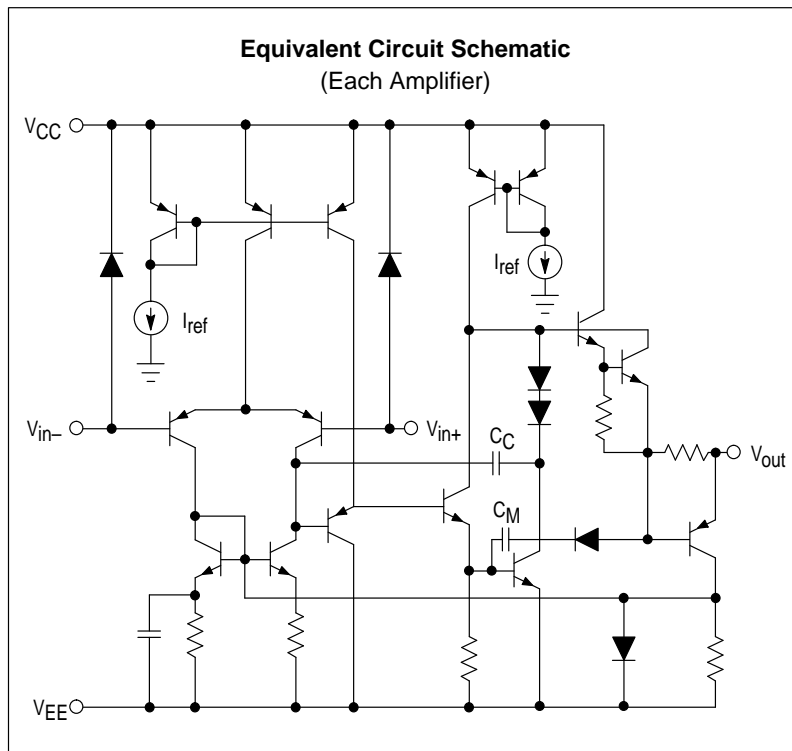 Equivalent Circuit Schematic
(Each Amplifier)
VCC
Iref
Iref
Vin–
Vin+
CC
Vout
CM
VEE